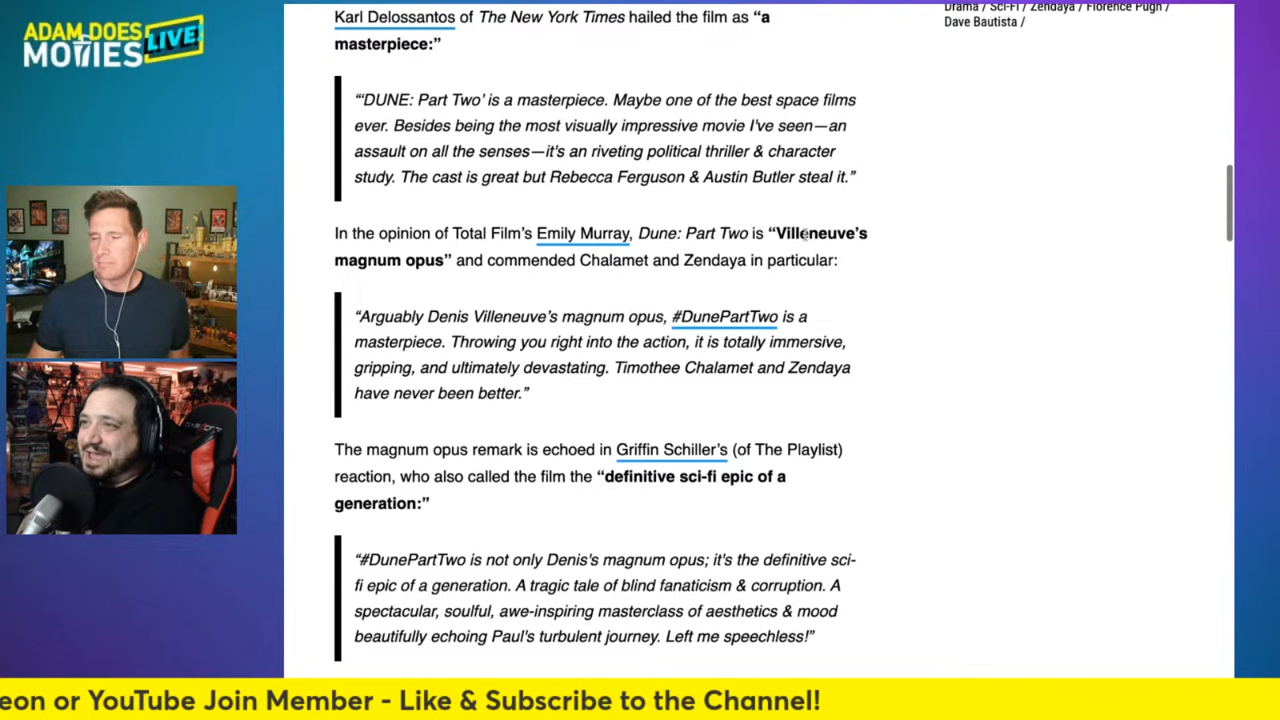 ADAM DOES
MOVIES
LIVE!
Karl Delossantos of The New York Times hailed the film as “a
masterpiece:”
“‘DUNE: Part Two’ is a masterpiece. Maybe one of the best space films
ever. Besides being the most visually impressive movie I've seen—an
assault on all the senses—it's an riveting political thriller & character
study. The cast is great but Rebecca Ferguson & Austin Butler steal it.”
In the opinion of Total Film’s Emily Murray, Dune: Part Two is “Villeneuve’s
magnum opus” and commended Chalamet and Zendaya in particular:
“Arguably Denis Villeneuve’s magnum opus, #DunePartTwo is a
masterpiece. Throwing you right into the action, it is totally immersive,
gripping, and ultimately devastating. Timothee Chalamet and Zendaya
have never been better.”
The magnum opus remark is echoed in Griffin Schiller’s (of The Playlist)
reaction, who also called the film the “definitive sci-fi epic of a
generation:”
“#DunePartTwo is not only Denis's magnum opus; it's the definitive sci-
fi epic of a generation. A tragic tale of blind fanaticism & corruption. A
spectacular, soulful, awe-inspiring masterclass of aesthetics & mood
beautifully echoing Paul's turbulent journey. Left me speechless!”
Drama / Sci-Fi / Zendaya / Florence Pugh /
Dave Bautista /
eon or YouTube Join Member - Like & Subscribe to the Channel!